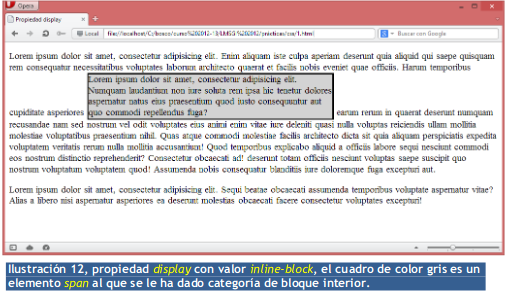 Opera
Propiedad display
Local file://localhost/C:/boxes/curso%202012-13/LMSGG %202012/practicas/css/1.html Buscar con Google
Lorem ipsum dolor sit amet, consectetur adipisicing elit. Enim aliquam iste culpa aperiam deserunt quia aliquid qui saepe quisquam
rem consequatur necessitatibus voluptates laborum architecto quaerat et facilis nobis eveniet quae officiis. Harum temporibus
Lorem ipsum dolor sit amet, consectetur adipisicing elit.
Numquam laudantium non iure soluta rem ipsa hic tenetur dolores
aspernatur natus eius praesentium quod iusto consequuntur aut
cupiditate asperiores quo commodi repellendus fuga? earum rerum in quaerat deserunt numquam
recusandae nam sed nostrum vel odit voluptates eius animi enim vitae iure deleniti quasi nulla voluptas reiciendis ullam mollitia
molestiae voluptatibus praesentium nihil. Quas atque commodi molestiae facilis architecto dicta sit quia aliquam perspiciatis expedita
voluptatem veritatis rerum nulla mollitia accusantium! Quod temporibus explicabo aliquid a officiis labore sequi nesciunt commodi
eos nostrum distinctio reprehenderit? Consectetur obcaecati ad! deserunt totam officiis nesciunt voluptas saepe suscipit quo
nostrum voluptatum voluptatem quod! Assumenda nobis consequatur blanditiis iure doloremque fuga excepturi aut.
Lorem ipsum dolor sit amet, consectetur adipisicing elit. Sequi beatae obcaecati assumenda temporibus voluptate aspernatur vitae?
Alias a libero nisi aspernatur asperiores ea deserunt molestias obcaecati facere consectetur voluptates excepturi!
Ilustración 12, propiedad display con valor inline-block, el cuadro de color gris es un
elemento span al que se le ha dado categoría de bloque interior.